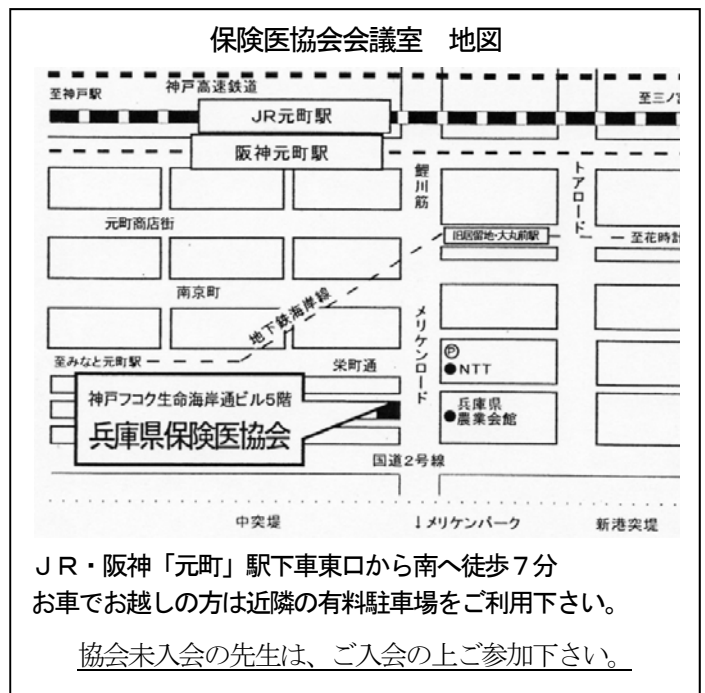 保険医協会会議室　地図
至神戸駅
神戸高速鉄道
至三ノ宮
JR元町駅
阪神元町駅
鯉川筋
トアロード
元町商店街
旧居留地・大丸前駅
至花時計
南京町
地下鉄海岸線
メリケンロード
至みなと元町駅
栄町通
Ⓟ
●NTT
神戸フコク生命海岸通ビル5階
兵庫県保険医協会
●兵庫県
農業会館
国道2号線
中突堤
↓メリケンパーク
新港突堤
ＪＲ・阪神「元町」駅下車東口から南へ徒歩７分
お車でお越しの方は近隣の有料駐車場をご利用下さい。
協会未入会の先生は、ご入会の上ご参加下さい。